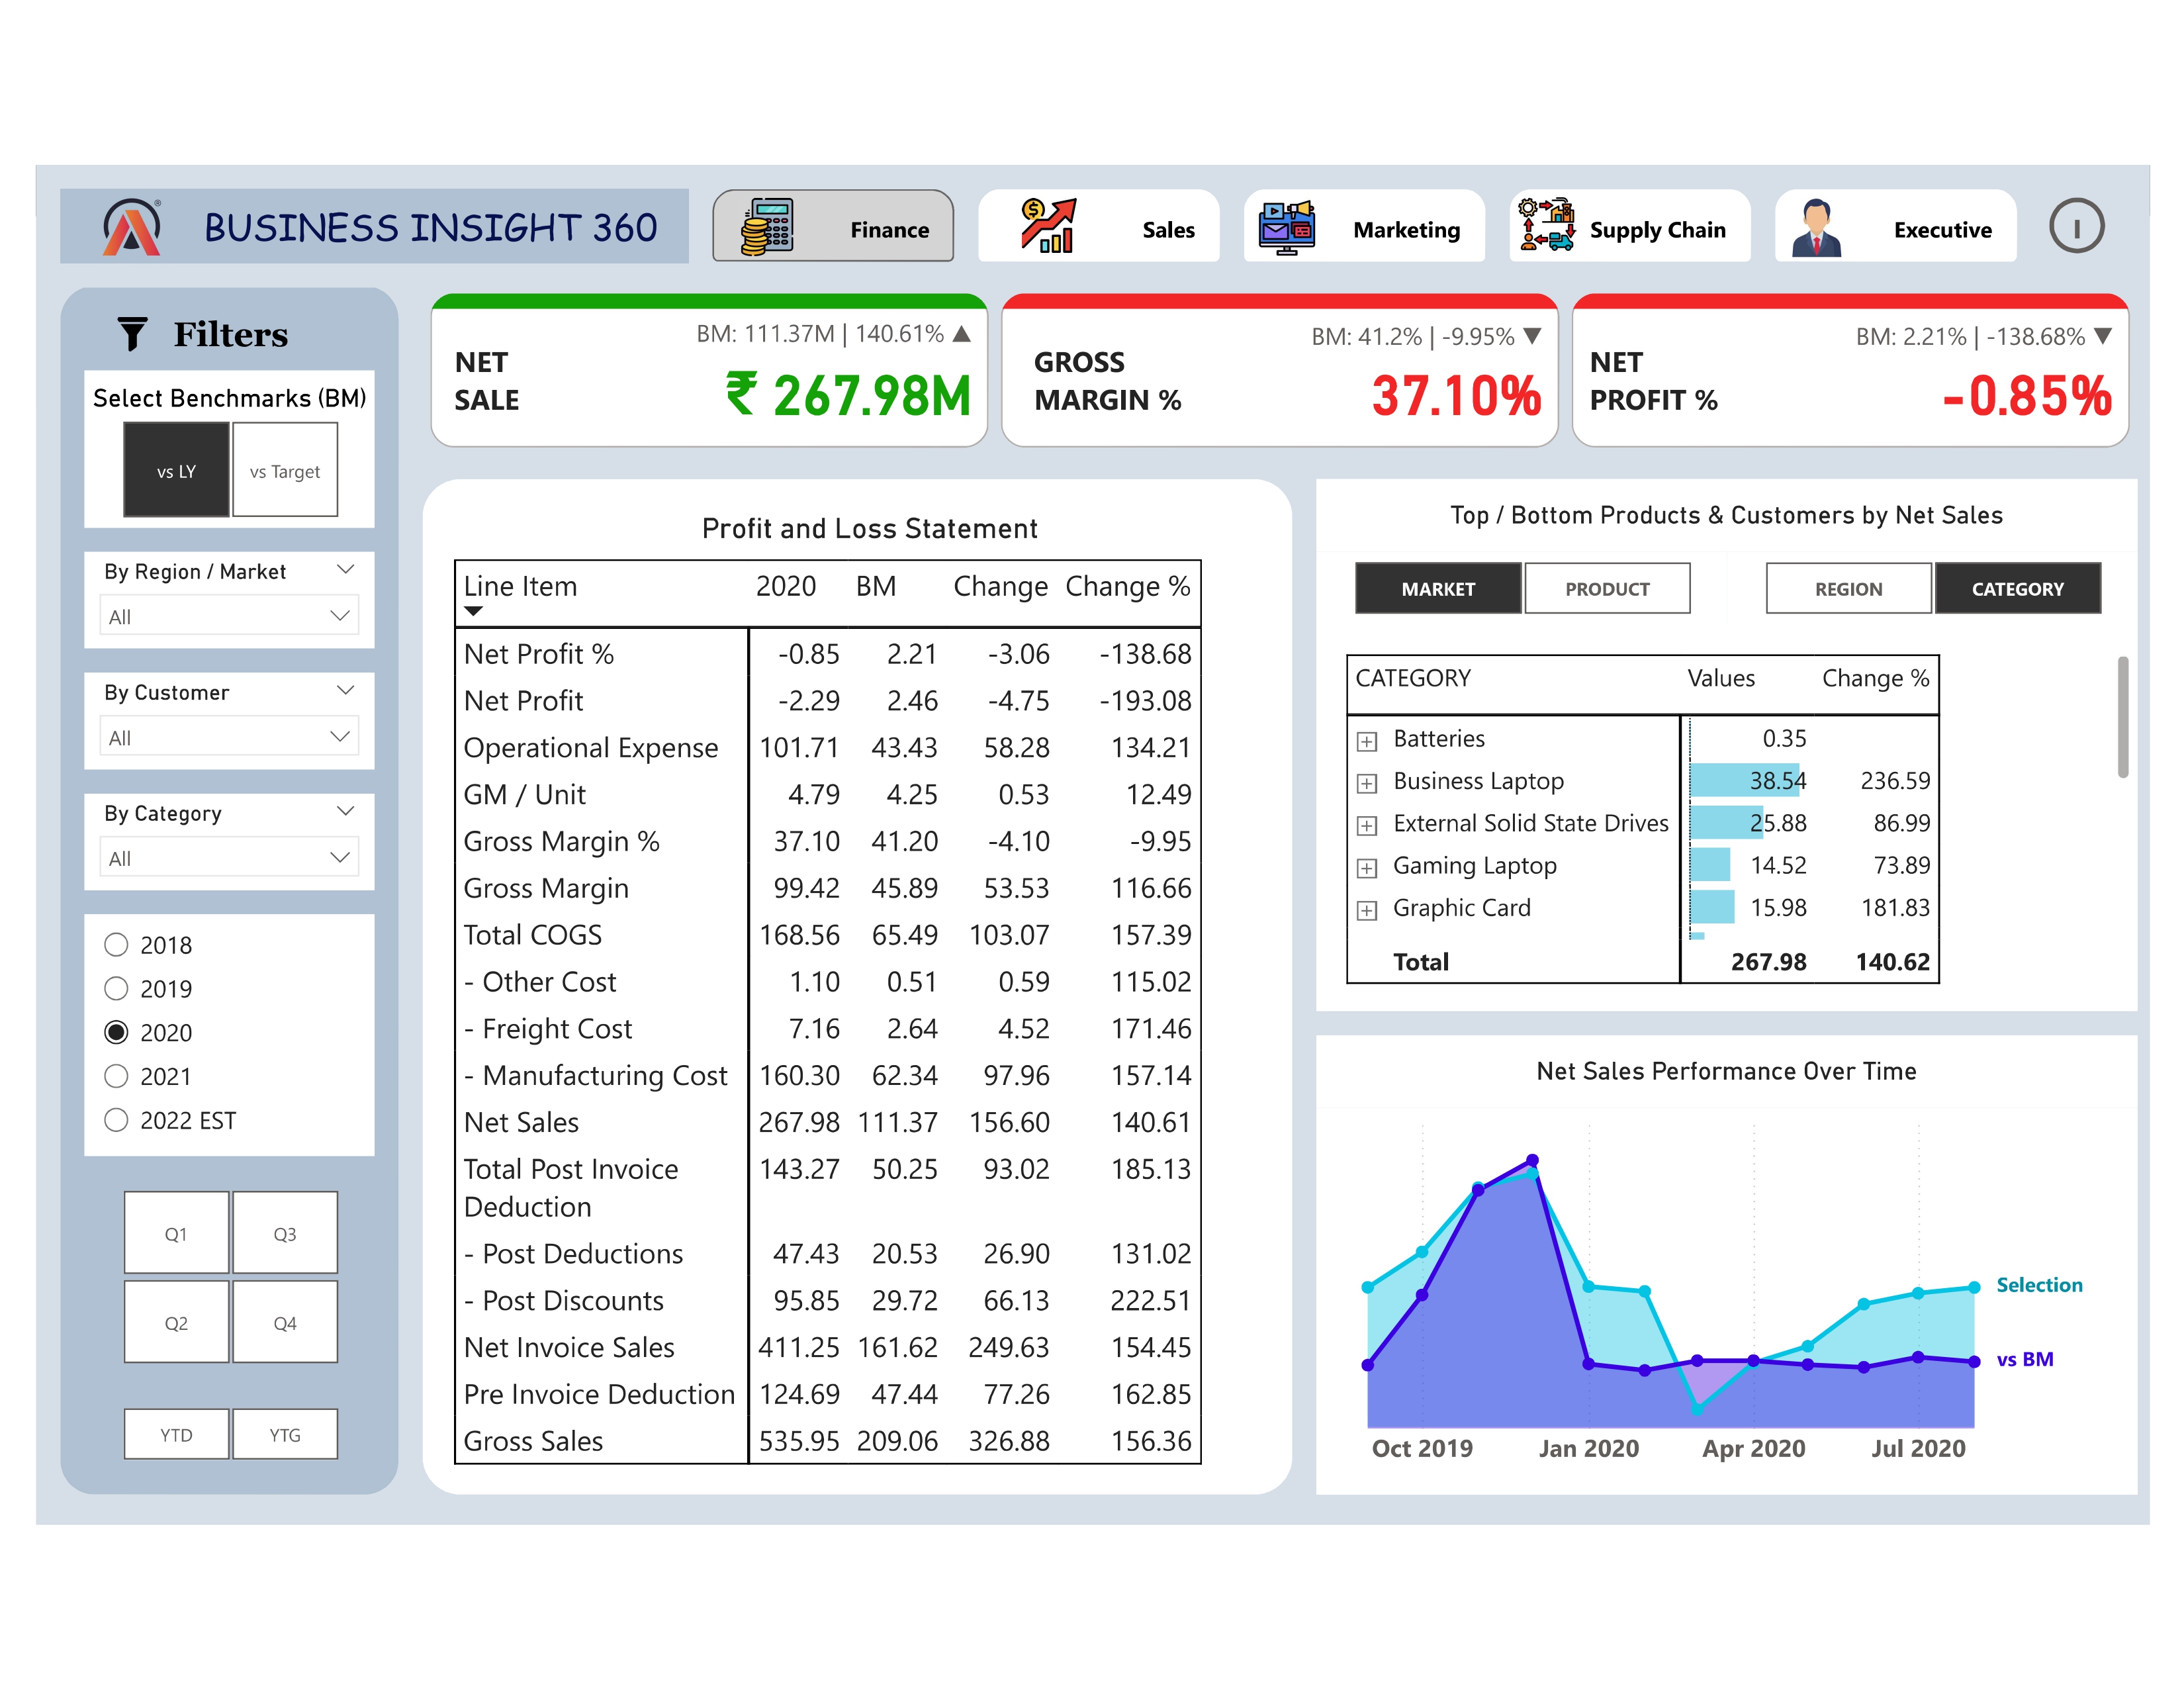 ®
BUSINESS INSIGHT 360
Finance
Sales
Marketing
Supply Chain
Executive
Filters
Select Benchmarks (BM)
vs LY
vs Target
By Region / Market
All
By Customer
All
By Category
All
2018
2019
2020
2021
2022 EST
Q1
Q3
Q2
Q4
YTD
YTG
BM: 111.37M | 140.61% ▲
NET
SALE
₹ 267.98M
BM: 41.2% | -9.95% ▼
GROSS
MARGIN %
37.10%
BM: 2.21% | -138.68% ▼
NET
PROFIT %
-0.85%
Profit and Loss Statement
Line Item 2020 BM Change Change %
Net Profit % -0.85 2.21 -3.06 -138.68
Net Profit -2.29 2.46 -4.75 -193.08
Operational Expense 101.71 43.43 58.28 134.21
GM / Unit 4.79 4.25 0.53 12.49
Gross Margin % 37.10 41.20 -4.10 -9.95
Gross Margin 99.42 45.89 53.53 116.66
Total COGS 168.56 65.49 103.07 157.39
- Other Cost 1.10 0.51 0.59 115.02
- Freight Cost 7.16 2.64 4.52 171.46
- Manufacturing Cost 160.30 62.34 97.96 157.14
Net Sales 267.98 111.37 156.60 140.61
Total Post Invoice 143.27 50.25 93.02 185.13
Deduction
- Post Deductions 47.43 20.53 26.90 131.02
- Post Discounts 95.85 29.72 66.13 222.51
Net Invoice Sales 411.25 161.62 249.63 154.45
Pre Invoice Deduction 124.69 47.44 77.26 162.85
Gross Sales 535.95 209.06 326.88 156.36
Top / Bottom Products & Customers by Net Sales
MARKET
PRODUCT
REGION
CATEGORY
CATEGORY Values Change %
Batteries 0.35
Business Laptop 38.54 236.59
External Solid State Drives 25.88 86.99
Gaming Laptop 14.52 73.89
Graphic Card 15.98 181.83
Total 267.98 140.62
Net Sales Performance Over Time
Selection
vs BM
Oct 2019
Jan 2020
Apr 2020
Jul 2020